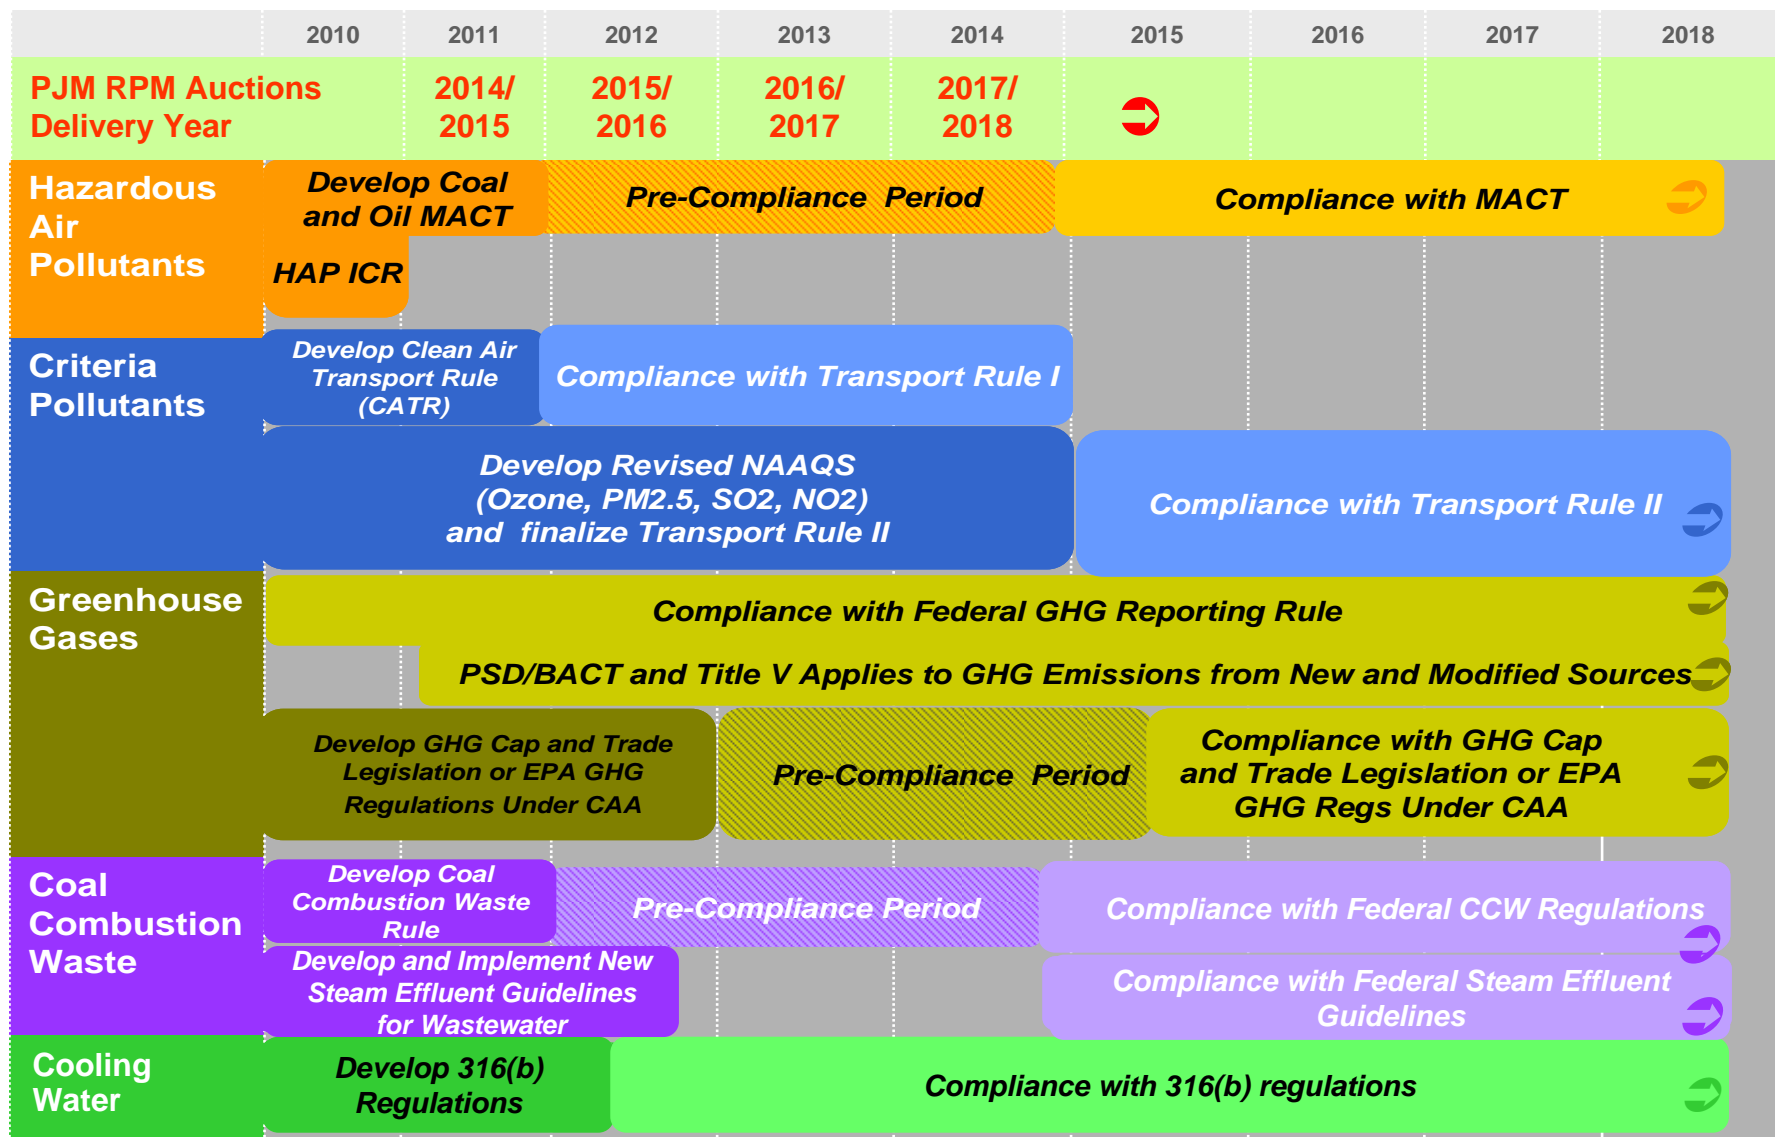 2010 2011 2012 2013 2014 2015 2016 2017 2018
PJM RPM Auctions
Delivery Year
2014/
2015
2015/
2016
2016/
2017
2017/
2018
Hazardous
Air
Pollutants
Develop Coal
and Oil MACT
Pre-Compliance Period
Compliance with MACT
HAP ICR
Criteria
Pollutants
Develop Clean Air
Transport Rule
(CATR)
Compliance with Transport Rule I
Develop Revised NAAQS
(Ozone, PM2.5, SO2, NO2)
and finalize Transport Rule II
Compliance with Transport Rule II
Greenhouse
Gases
Compliance with Federal GHG Reporting Rule
PSD/BACT and Title V Applies to GHG Emissions from New and Modified Sources
Develop GHG Cap and Trade
Legislation or EPA GHG
Regulations Under CAA
Pre-Compliance Period
Compliance with GHG Cap
and Trade Legislation or EPA
GHG Regs Under CAA
Coal
Combustion
Waste
Develop Coal
Combustion Waste
Rule
Pre-Compliance Period
Compliance with Federal CCW Regulations
Develop and Implement New
Steam Effluent Guidelines
for Wastewater
Compliance with Federal Steam Effluent
Guidelines
Cooling
Water
Develop 316(b)
Regulations
Compliance with 316(b) regulations